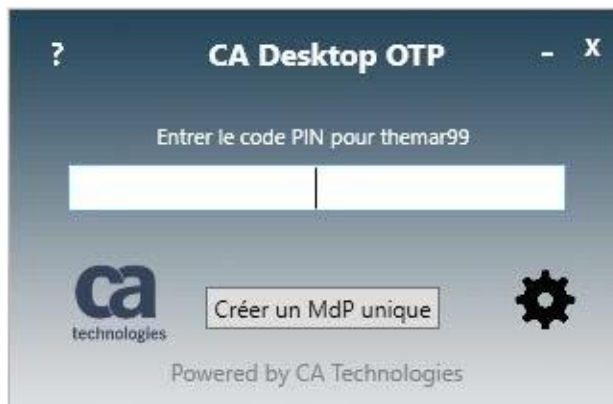 ? CA Desktop OTP - X
Entrer le code PIN pour themar99
ca
technologies
Créer un MdP unique
Powered by CA Technologies